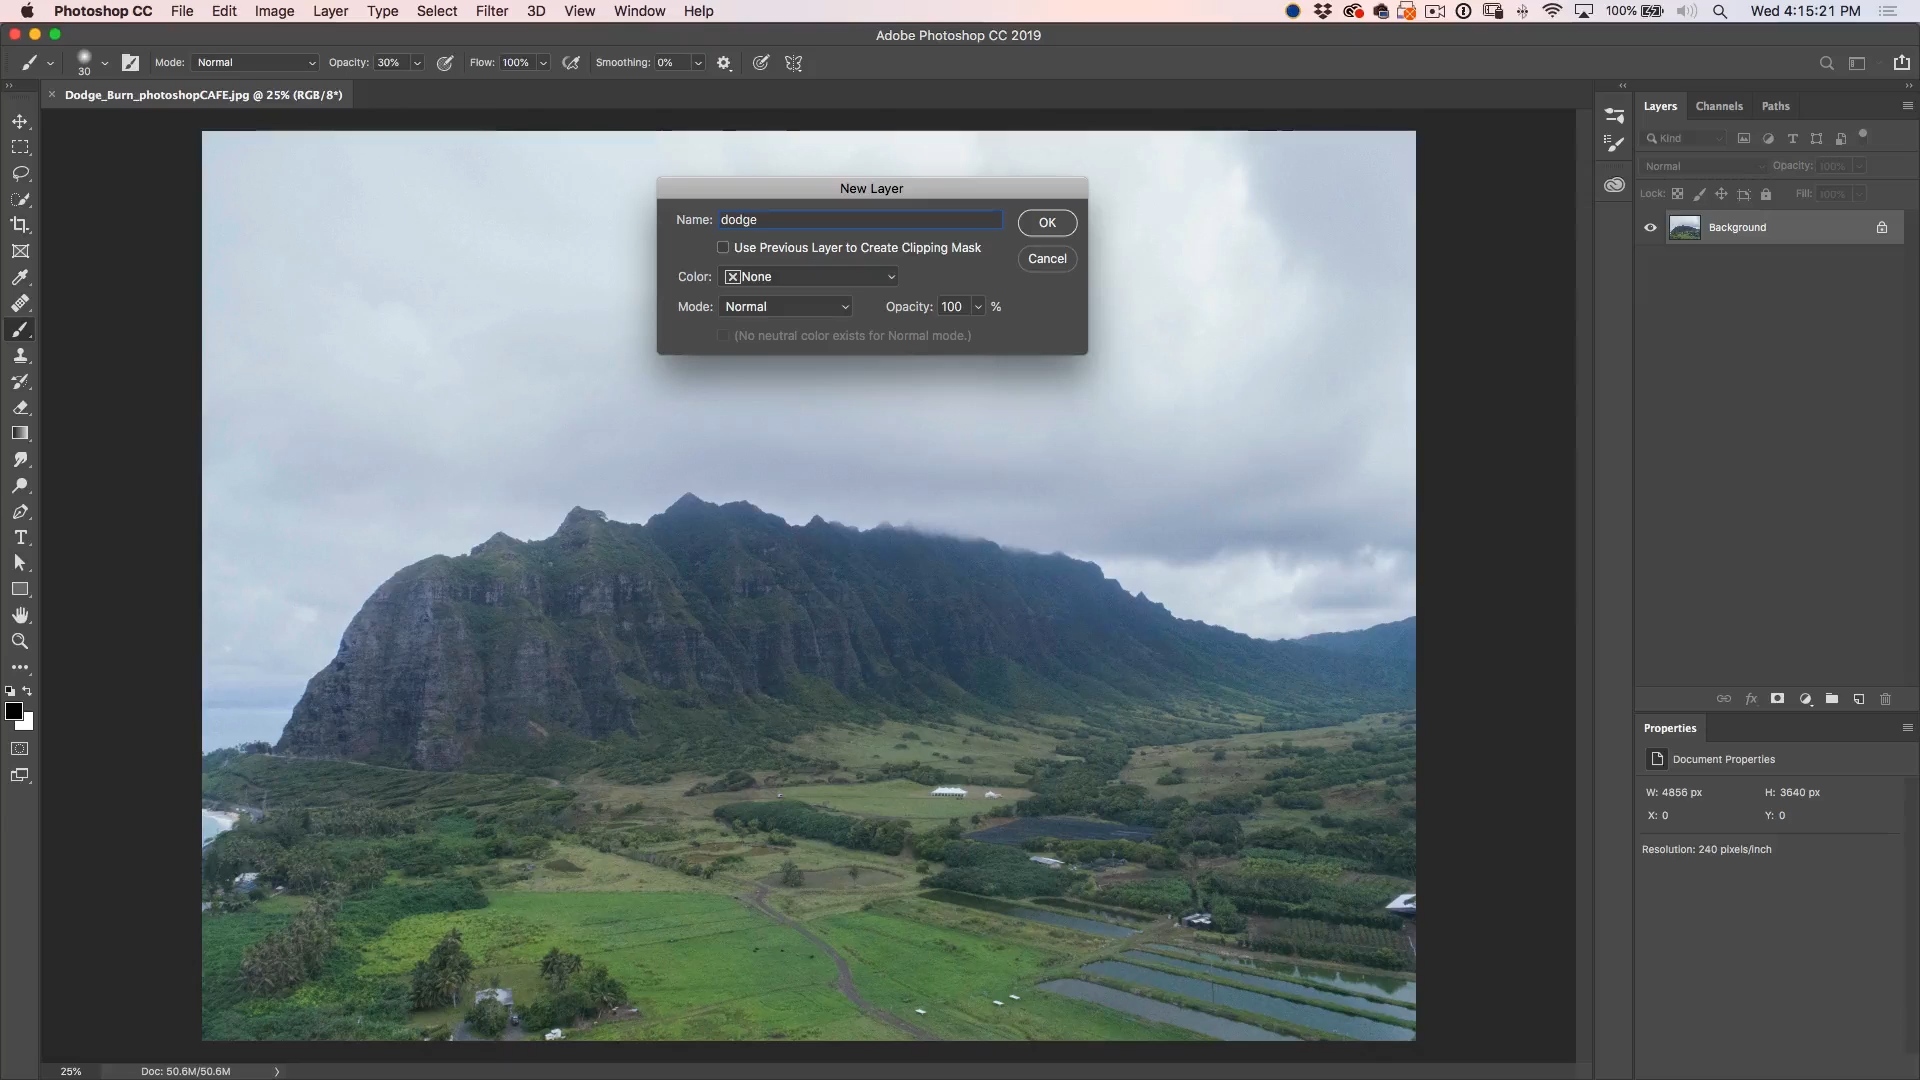 Photoshop CC File Edit Image Layer Type Select Filter 3D View Window Help 100% Wed 4:15:21 PM
Adobe Photoshop CC 2019
30 Mode: Normal Opacity: 30% Flow: 100% Smoothing: 0%
Dodge_Burn_photoshopCAFE.jpg @ 25% (RGB/8*)
New Layer
Name: dodge
OK
Use Previous Layer to Create Clipping Mask
Cancel
Color: None
Mode: Normal Opacity: 100 %
(No neutral color exists for Normal mode.)
Layers Channels Paths
Kind
Normal Opacity: 100%
Lock: Fill: 100%
Background
Properties
Document Properties
W: 4856 px H: 3640 px
X: 0 Y: 0
Resolution: 240 pixels/inch
25% Doc: 50.6M/50.6M